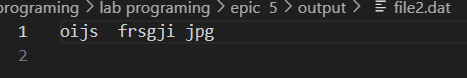 programing > lab programing > epic 5 > output > file2.dat
1 oijs  frsgji jpg
2